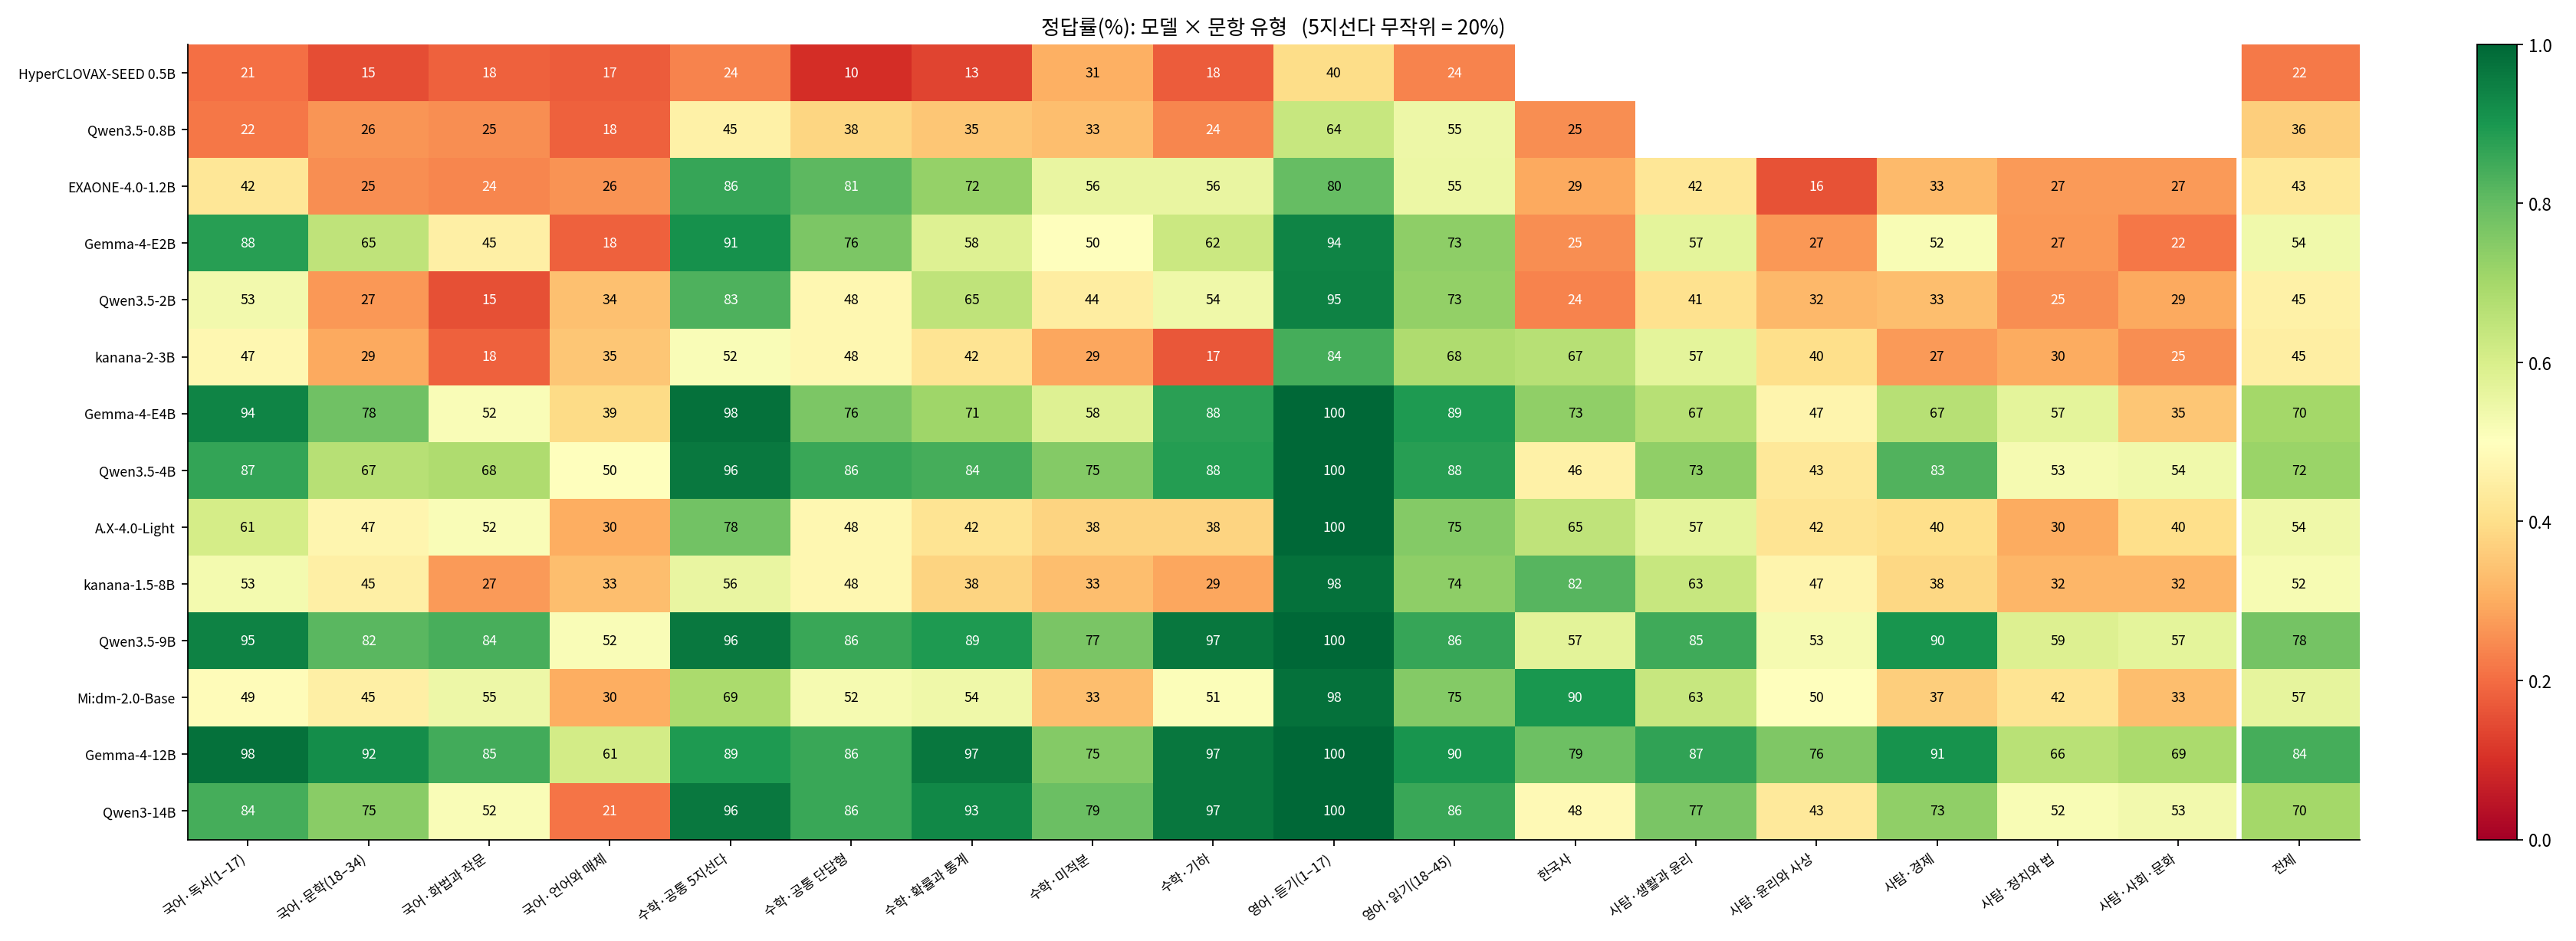 정답률(%): 모델 × 문항 유형 (5지선다 무작위 = 20%)
HyperCLOVAX-SEED 0.5B 21 15 18 17 24 10 13 31 18 40 24 22
Qwen3.5-0.8B 22 26 25 18 45 38 35 33 24 64 55 25 36
EXAONE-4.0-1.2B 42 25 24 26 86 81 72 56 56 80 55 29 42 16 33 27 27 43
Gemma-4-E2B 88 65 45 18 91 76 58 50 62 94 73 25 57 27 52 27 22 54
Qwen3.5-2B 53 27 15 34 83 48 65 44 54 95 73 24 41 32 33 25 29 45
kanana-2-3B 47 29 18 35 52 48 42 29 17 84 68 67 57 40 27 30 25 45
Gemma-4-E4B 94 78 52 39 98 76 71 58 88 100 89 73 67 47 67 57 35 70
Qwen3.5-4B 87 67 68 50 96 86 84 75 88 100 88 46 73 43 83 53 54 72
A.X-4.0-Light 61 47 52 30 78 48 42 38 38 100 75 65 57 42 40 30 40 54
kanana-1.5-8B 53 45 27 33 56 48 38 33 29 98 74 82 63 47 38 32 32 52
Qwen3.5-9B 95 82 84 52 96 86 89 77 97 100 86 57 85 53 90 59 57 78
Mi:dm-2.0-Base 49 45 55 30 69 52 54 33 51 98 75 90 63 50 37 42 33 57
Gemma-4-12B 98 92 85 61 89 86 97 75 97 100 90 79 87 76 91 66 69 84
Qwen3-14B 84 75 52 21 96 86 93 79 97 100 86 48 77 43 73 52 53 70
국어·독서(1–17)
국어·문학(18–34)
국어·화법과 작문
국어·언어와 매체
수학·공통 5지선다
수학·공통 단답형
수학·확률과 통계
수학·미적분
수학·기하
영어·듣기(1–17)
영어·읽기(18–45)
한국사
사탐·생활과 윤리
사탐·윤리와 사상
사탐·경제
사탐·정치와 법
사탐·사회·문화
전체
1.0
0.8
0.6
0.4
0.2
0.0